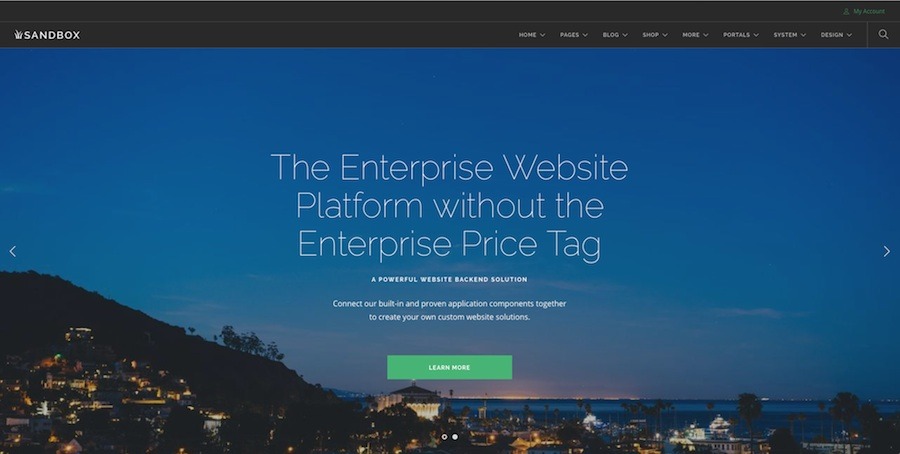 My Account
SANDBOX
HOME PAGES BLOG SHOP MORE PORTALS SYSTEM DESIGN
The Enterprise Website
Platform without the
Enterprise Price Tag
A POWERFUL WEBSITE BACKEND SOLUTION
Connect our built-in and proven application components together
to create your own custom website solutions.
LEARN MORE